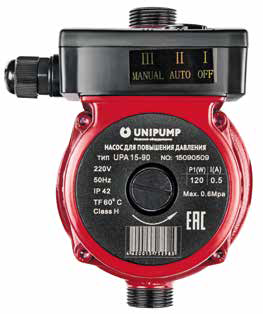 III II I
MANUAL AUTO OFF
UNIPUMP
НАСОС ДЛЯ ПОВЫШЕНИЯ ДАВЛЕНИЯ
ТИП UPA 15-90 NO: 15090509
220V P1(W) I(A)
50Hz 120 0.5
IP 42 Max. 0.6Mpa
TF 60°C
Class H
EAC